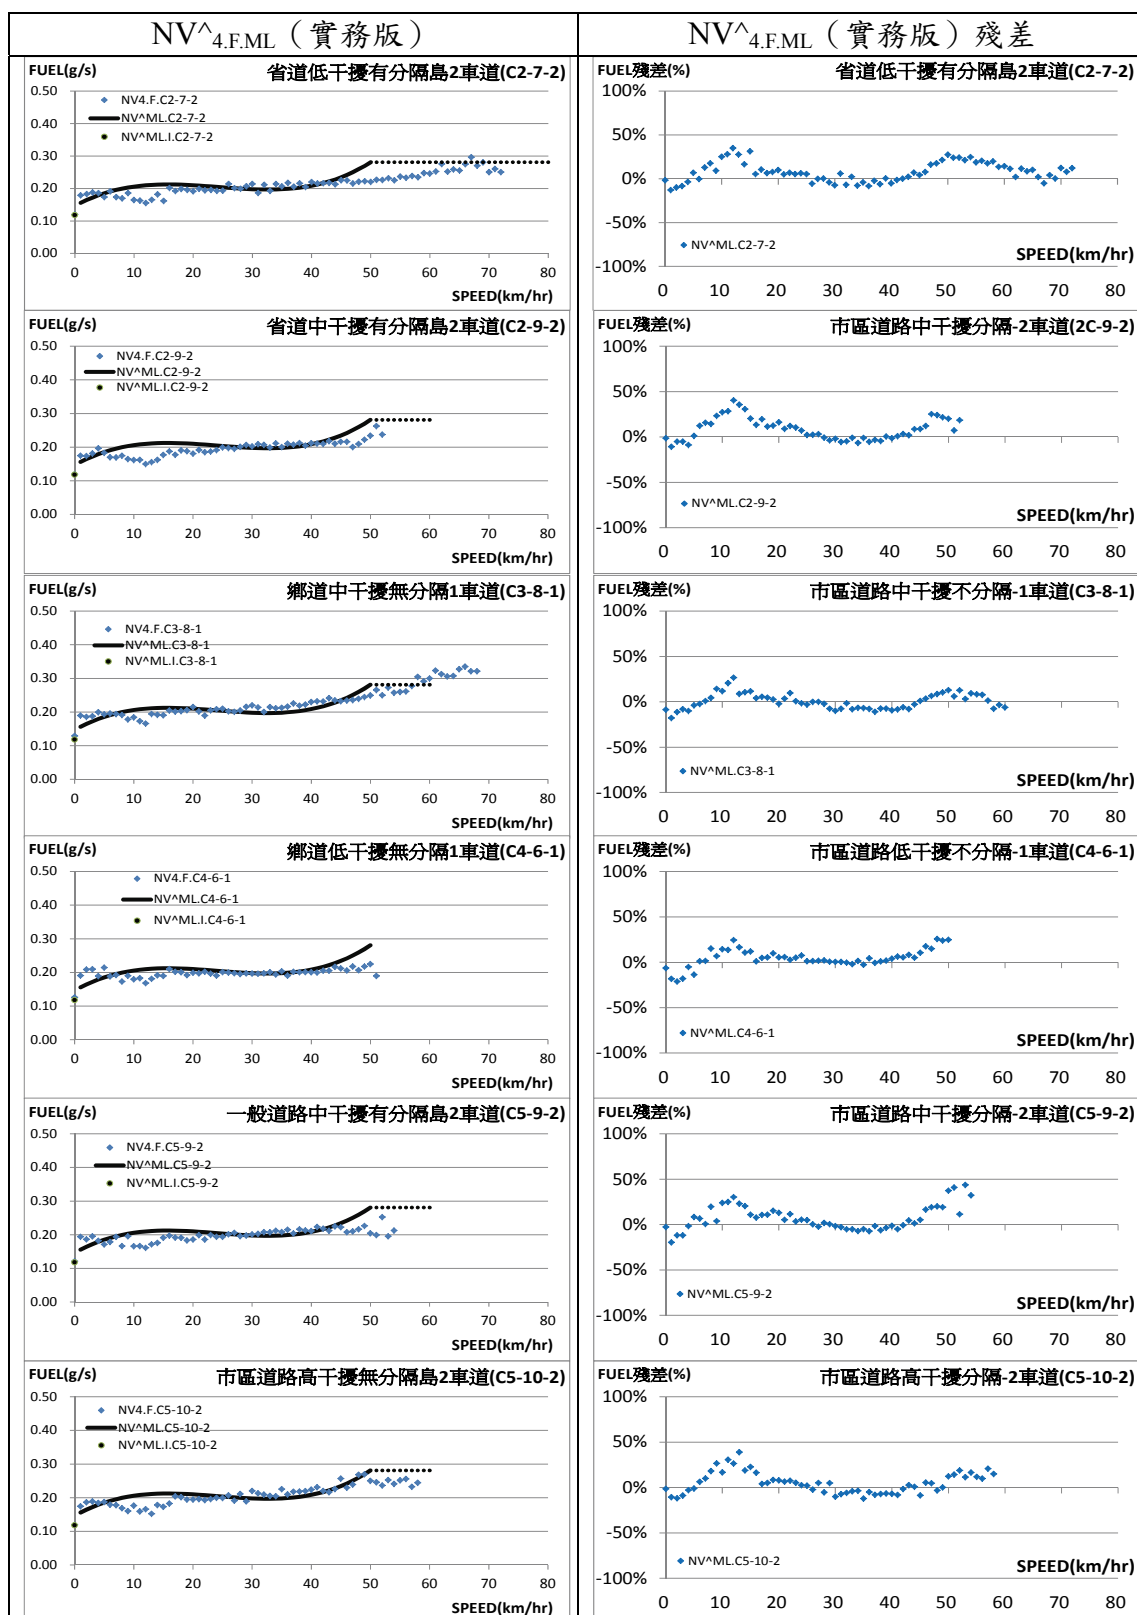 NV^4.F.ML（實務版）
NV^4.F.ML（實務版）殘差
FUEL(g/s)
省道低干擾有分隔島2車道(C2-7-2)
0.50
0.40
0.30
0.20
0.10
0.00
NV4.F.C2-7-2
NV^ML.C2-7-2
NV^ML.I.C2-7-2
0 10 20 30 40 50 60 70 80
SPEED(km/hr)
FUEL殘差(%)
省道低干擾有分隔島2車道(C2-7-2)
100%
50%
0%
-50%
-100%
NV^ML.C2-7-2
SPEED(km/hr)
0 10 20 30 40 50 60 70 80
FUEL(g/s)
省道中干擾有分隔島2車道(C2-9-2)
0.50
0.40
0.30
0.20
0.10
0.00
NV4.F.C2-9-2
NV^ML.C2-9-2
NV^ML.I.C2-9-2
0 10 20 30 40 50 60 70 80
SPEED(km/hr)
FUEL殘差(%)
市區道路中干擾分隔-2車道(2C-9-2)
100%
50%
0%
-50%
-100%
NV^ML.C2-9-2
SPEED(km/hr)
0 10 20 30 40 50 60 70 80
FUEL(g/s)
鄉道中干擾無分隔1車道(C3-8-1)
0.50
0.40
0.30
0.20
0.10
0.00
NV4.F.C3-8-1
NV^ML.C3-8-1
NV^ML.I.C3-8-1
0 10 20 30 40 50 60 70 80
SPEED(km/hr)
FUEL殘差(%)
市區道路中干擾不分隔-1車道(C3-8-1)
100%
50%
0%
-50%
-100%
NV^ML.C3-8-1
SPEED(km/hr)
0 10 20 30 40 50 60 70 80
FUEL(g/s)
鄉道低干擾無分隔1車道(C4-6-1)
0.50
0.40
0.30
0.20
0.10
0.00
NV4.F.C4-6-1
NV^ML.C4-6-1
NV^ML.I.C4-6-1
0 10 20 30 40 50 60 70 80
SPEED(km/hr)
FUEL殘差(%)
市區道路低干擾不分隔-1車道(C4-6-1)
100%
50%
0%
-50%
-100%
NV^ML.C4-6-1
SPEED(km/hr)
0 10 20 30 40 50 60 70 80
FUEL(g/s)
一般道路中干擾有分隔島2車道(C5-9-2)
0.50
0.40
0.30
0.20
0.10
0.00
NV4.F.C5-9-2
NV^ML.C5-9-2
NV^ML.I.C5-9-2
0 10 20 30 40 50 60 70 80
SPEED(km/hr)
FUEL殘差(%)
市區道路中干擾分隔-2車道(C5-9-2)
100%
50%
0%
-50%
-100%
NV^ML.C5-9-2
SPEED(km/hr)
0 10 20 30 40 50 60 70 80
FUEL(g/s)
市區道路高干擾無分隔島2車道(C5-10-2)
0.50
0.40
0.30
0.20
0.10
0.00
NV4.F.C5-10-2
NV^ML.C5-10-2
NV^ML.I.C5-10-2
0 10 20 30 40 50 60 70 80
SPEED(km/hr)
FUEL殘差(%)
市區道路高干擾分隔-2車道(C5-10-2)
100%
50%
0%
-50%
-100%
NV^ML.C5-10-2
SPEED(km/hr)
0 10 20 30 40 50 60 70 80